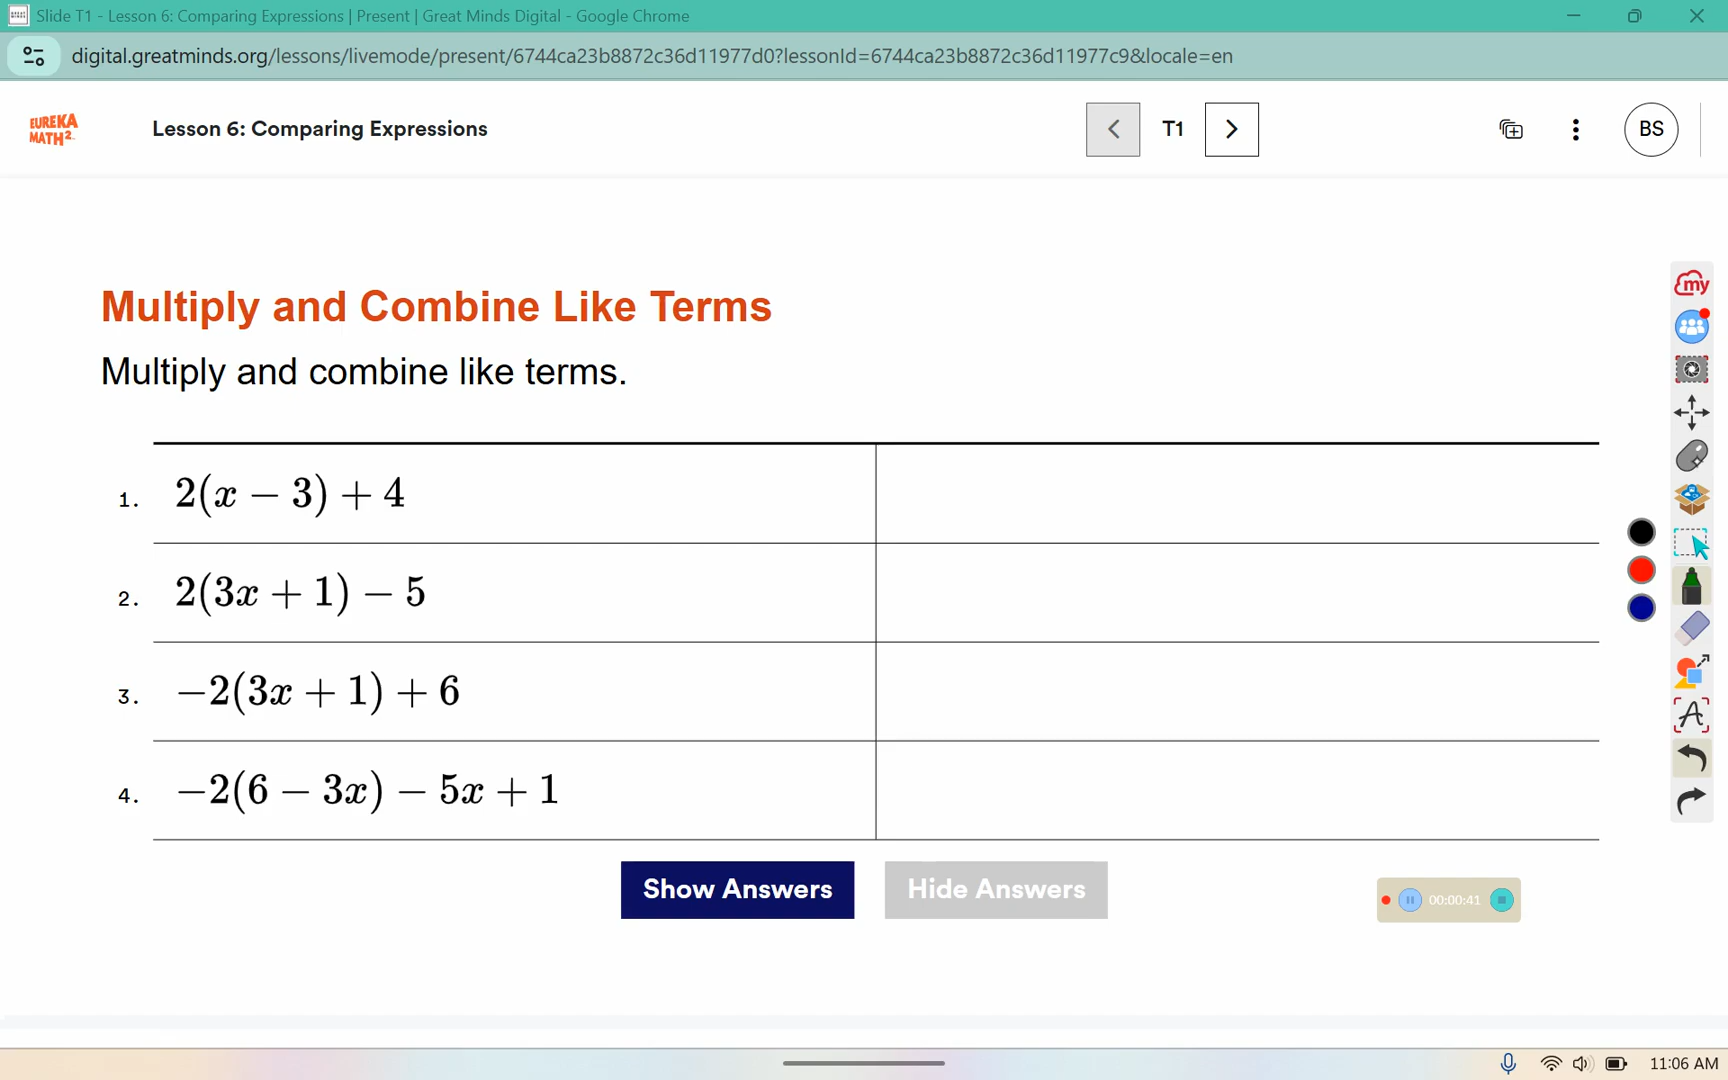 Slide T1 - Lesson 6: Comparing Expressions | Present | Great Minds Digital - Google Chrome
digital.greatminds.org/lessons/livemode/present/6744ca23b8872c36d11977d0?lessonId=6744ca23b8872c36d11977c9&locale=en
EUREKA
MATH²
Lesson 6: Comparing Expressions
T1
BS
Multiply and Combine Like Terms
Multiply and combine like terms.
1. 2(x − 3) + 4
2. 2(3x + 1) − 5
3. −2(3x + 1) + 6
4. −2(6 − 3x) − 5x + 1
Show Answers
Hide Answers
00:00:41
my
A
11:06 AM